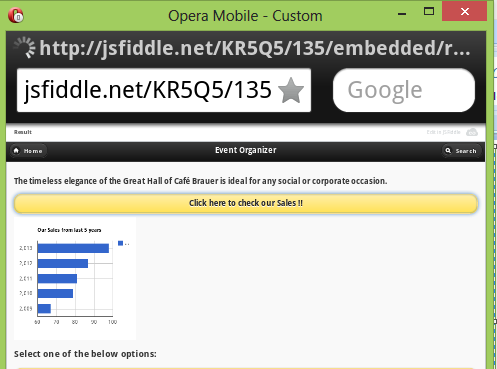 Opera Mobile - Custom
http://jsfiddle.net/KR5Q5/135/embedded/r...
jsfiddle.net/KR5Q5/135
Google
Result
Edit in JSFiddle
Home
Event Organizer
Search
The timeless elegance of the Great Hall of Café Brauer is ideal for any social or corporate occasion.
Click here to check our Sales !!
Our Sales from last 5 years
2,013
2,012
2,011
2,010
2,009
60 70 80 90 100
...
Select one of the below options: